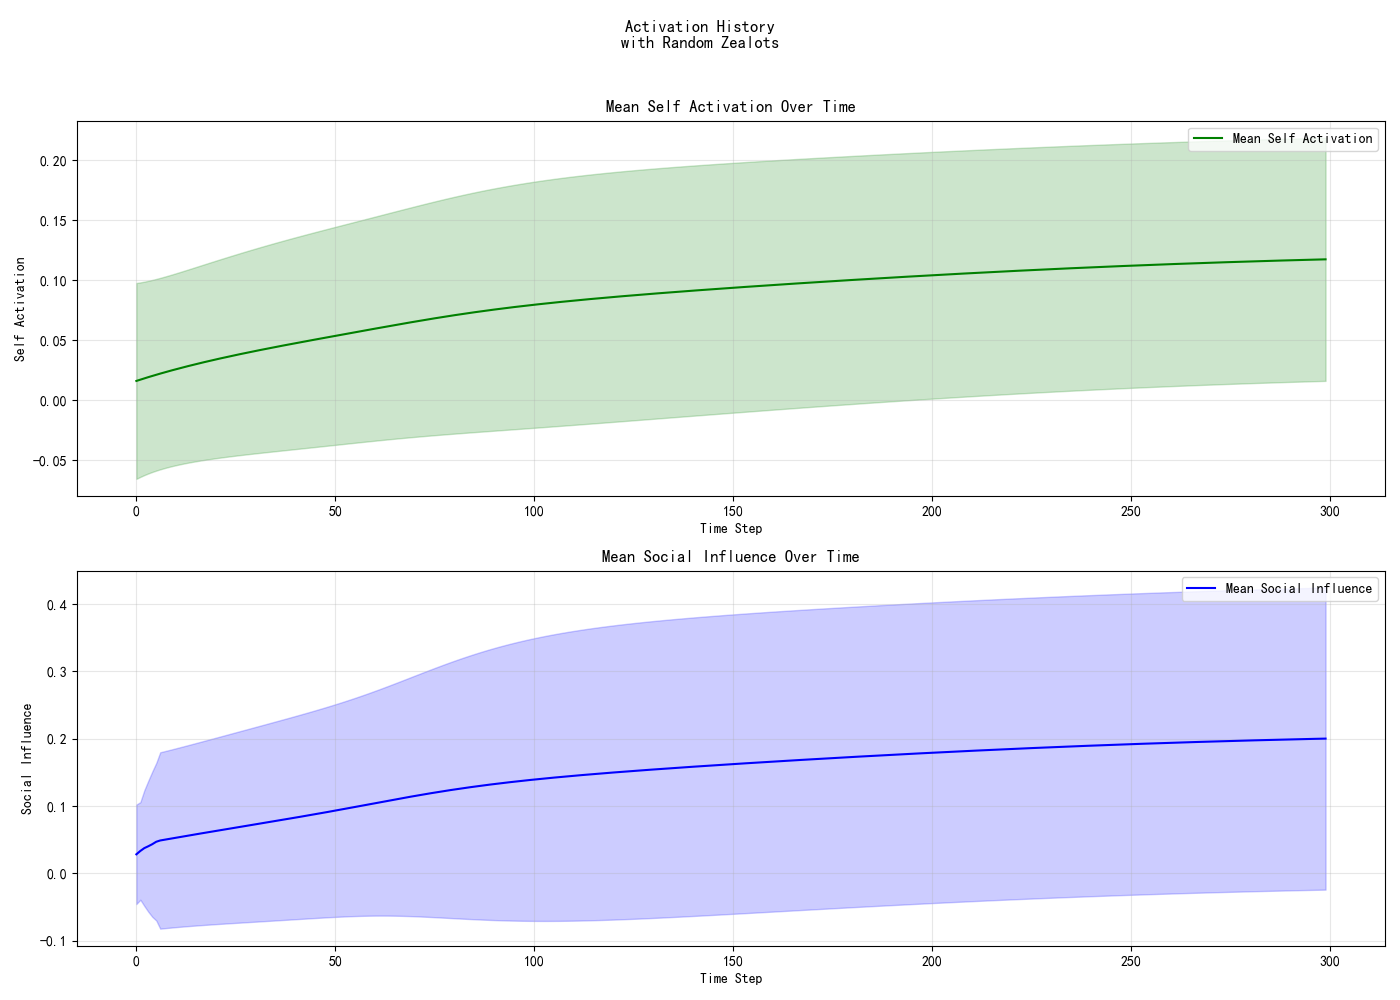 Activation History
with Random Zealots
Mean Self Activation Over Time
Mean Self Activation
Self Activation
0.20
0.15
0.10
0.05
0.00
−0.05
0 50 100 150 200 250 300
Time Step
Mean Social Influence Over Time
Mean Social Influence
Social Influence
0.4
0.3
0.2
0.1
0.0
−0.1
0 50 100 150 200 250 300
Time Step